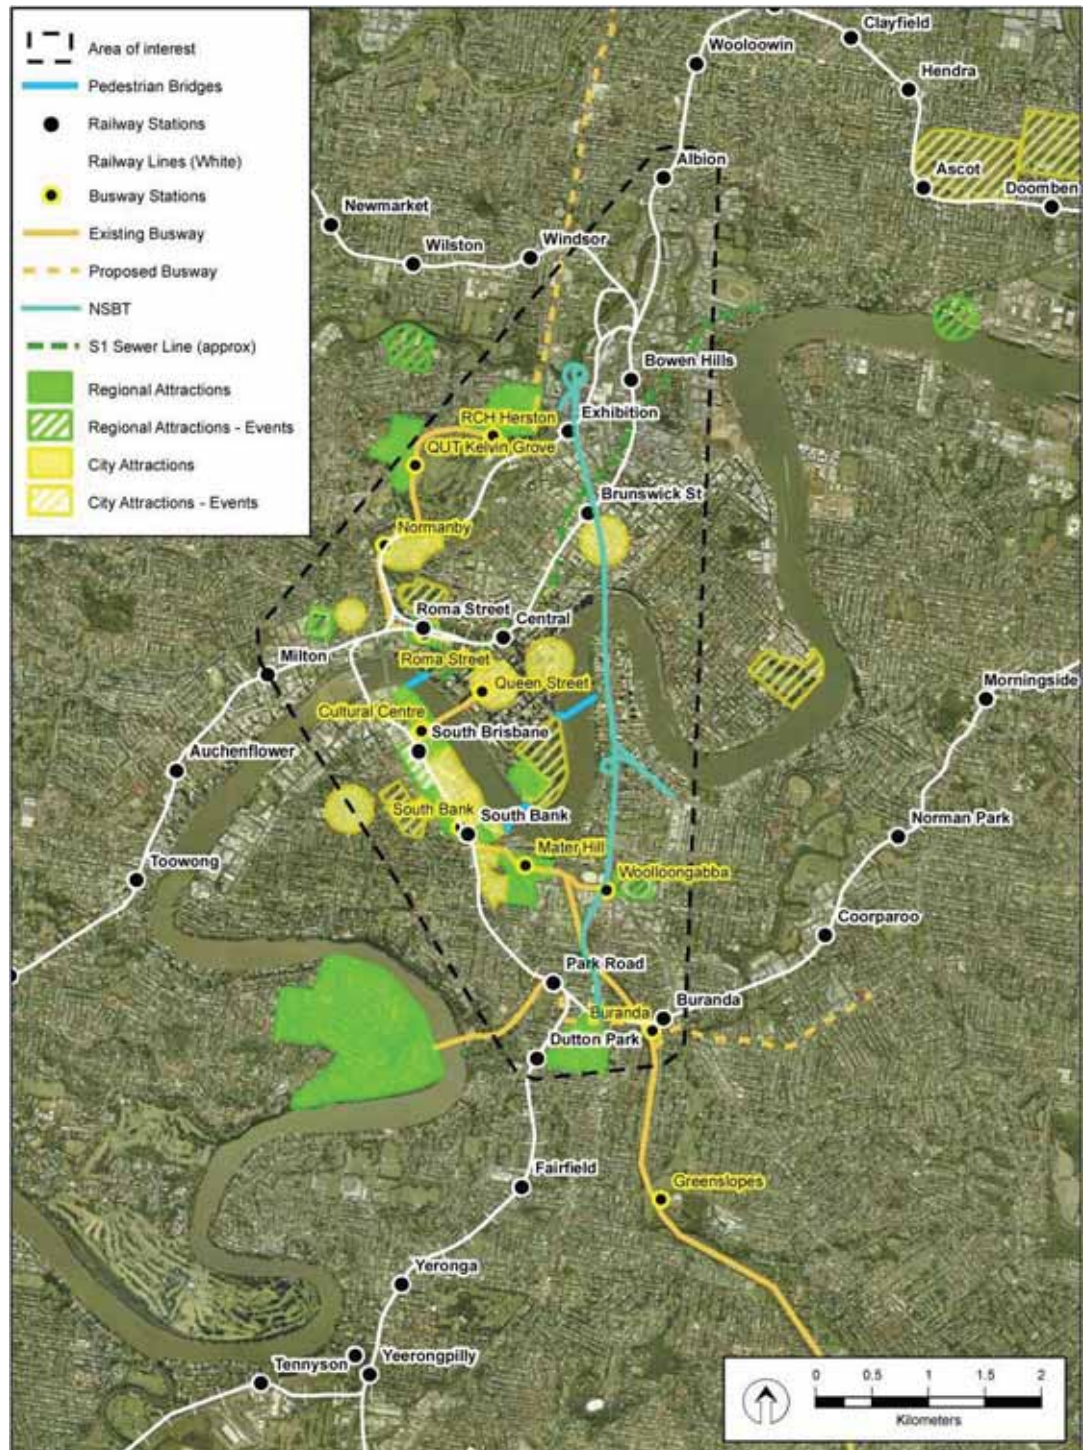 Area of interest
Pedestrian Bridges
Railway Stations
Railway Lines (White)
Busway Stations
Existing Busway
Proposed Busway
NSBT
S1 Sewer Line (approx)
Regional Attractions
Regional Attractions - Events
City Attractions
City Attractions - Events
Clayfield
Wooloowin
Hendra
Albion
Ascot
Doomben
Newmarket
Windsor
Wilston
Bowen Hills
RCH Herston
Exhibition
QUT Kelvin Grove
Brunswick St
Normanby
Roma Street
Central
Milton
Roma Street
Queen Street
Morningside
Cultural Centre
South Brisbane
Auchenflower
South Bank
South Bank
Norman Park
Mater Hill
Toowong
Woolloongabba
Coorparoo
Park Road
Buranda
Buranda
Dutton Park
Fairfield
Greenslopes
Yeronga
Tennyson
Yeerongpilly
0 0.5 1 1.5 2
Kilometers